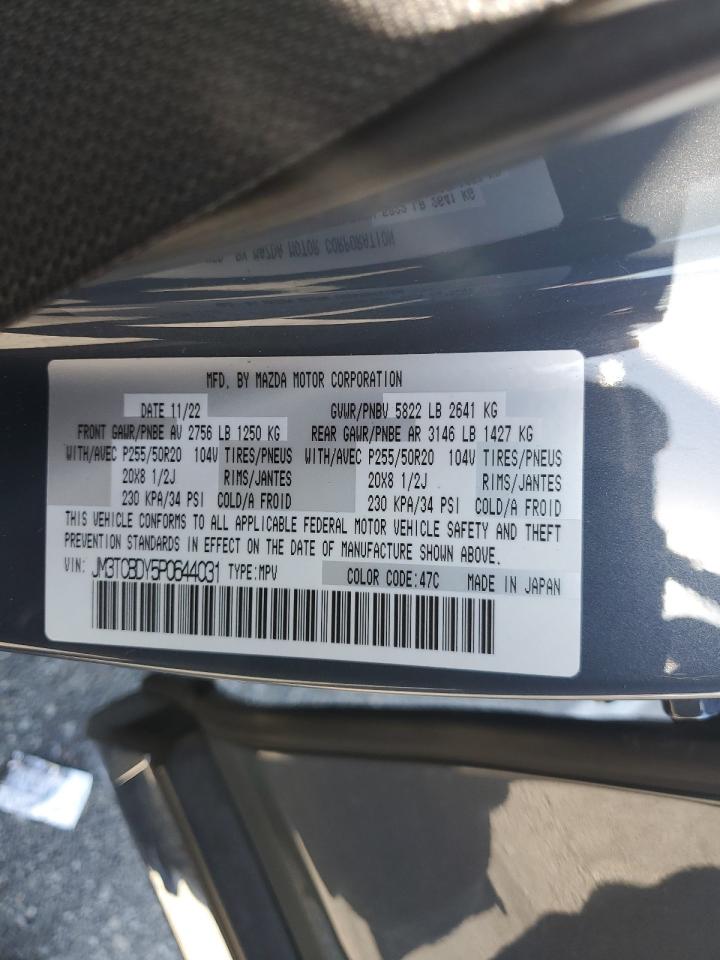 MFD. BY MAZDA MOTOR CORPORATION
DATE 11/22 GVWR/PNBV 5822 LB 2641 KG
FRONT GAWR/PNBE AV 2756 LB 1250 KG REAR GAWR/PNBE AR 3146 LB 1427 KG
WITH/AVEC P255/50R20 104V TIRES/PNEUS WITH/AVEC P255/50R20 104V TIRES/PNEUS
20X8 1/2J RIMS/JANTES 20X8 1/2J RIMS/JANTES
230 KPA/34 PSI COLD/A FROID 230 KPA/34 PSI COLD/A FROID
THIS VEHICLE CONFORMS TO ALL APPLICABLE FEDERAL MOTOR VEHICLE SAFETY AND THEFT
PREVENTION STANDARDS IN EFFECT ON THE DATE OF MANUFACTURE SHOWN ABOVE.
VIN: JM3TCBDY5P0644031 TYPE:MPV COLOR CODE:47C MADE IN JAPAN